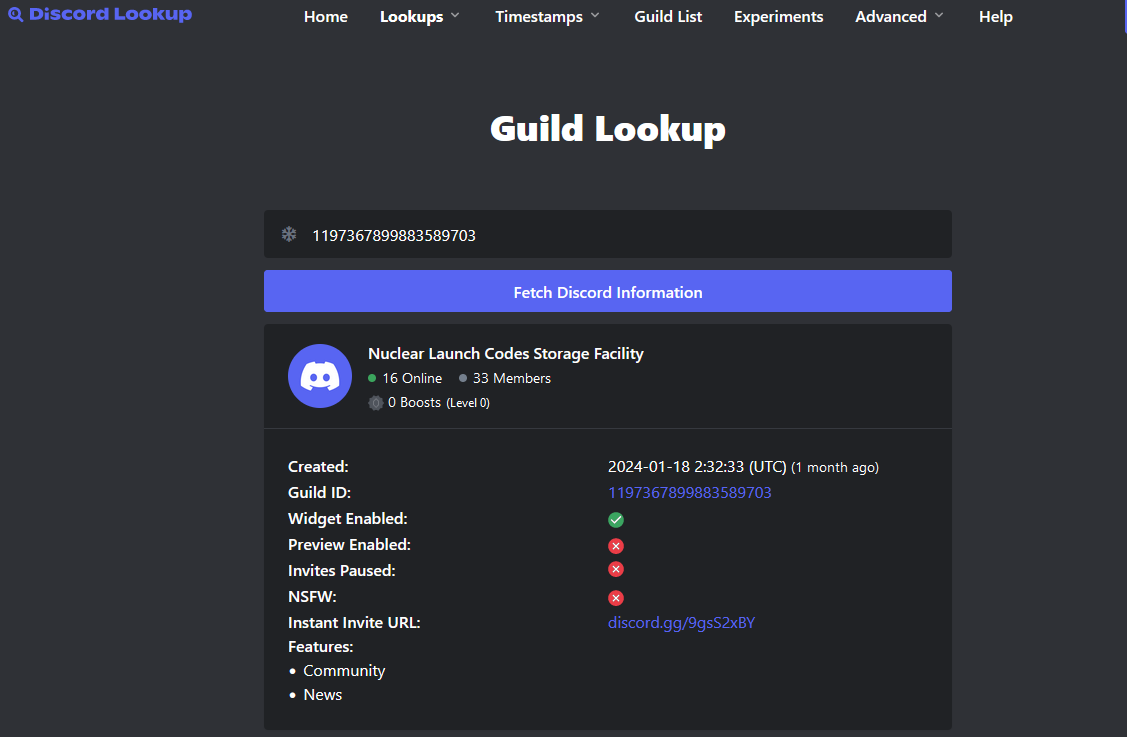 Discord Lookup Home Lookups Timestamps Guild List Experiments Advanced Help
Guild Lookup
1197367899883589703
Fetch Discord Information
Nuclear Launch Codes Storage Facility
16 Online 33 Members
0 Boosts (Level 0)
Created: 2024-01-18 2:32:33 (UTC) (1 month ago)
Guild ID: 1197367899883589703
Widget Enabled:
Preview Enabled:
Invites Paused:
NSFW:
Instant Invite URL: discord.gg/9gsS2xBY
Features:
• Community
• News